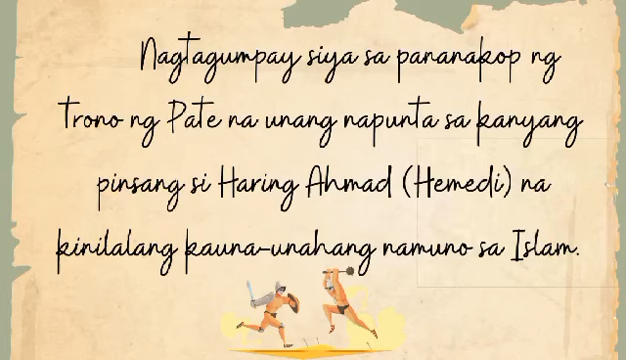 Nagtagumpay siya sa pananakop ng
trono ng Pate na unang napunta sa kanyang
pinsang si Haring Ahmad (Hemedi) na
kinilalang kauna-unahang namuno sa Islam.